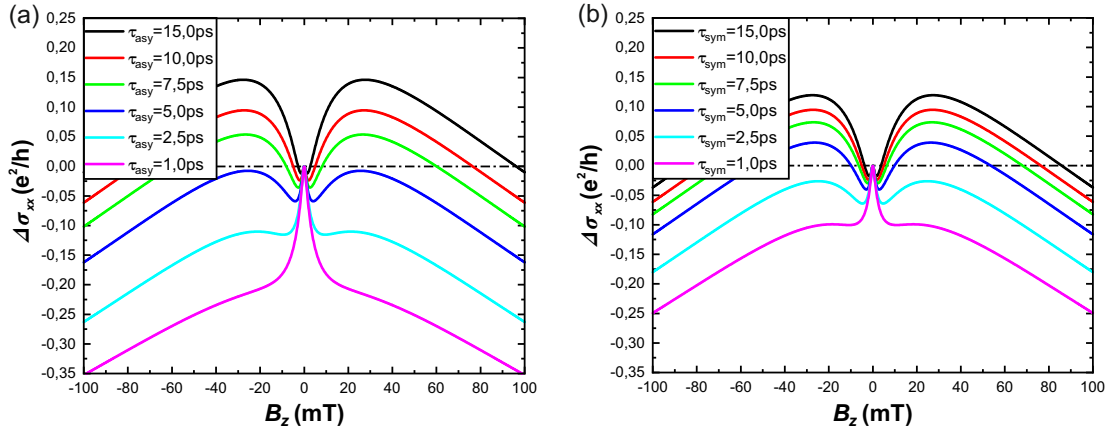 (a)
0,25
0,20
0,15
0,10
0,05
0,00
-0,05
-0,10
-0,15
-0,20
-0,25
-0,30
-0,35
Δσxx (e²/h)
τasy=15,0ps
τasy=10,0ps
τasy=7,5ps
τasy=5,0ps
τasy=2,5ps
τasy=1,0ps
-100 -80 -60 -40 -20 0 20 40 60 80 100
Bz (mT)
(b)
0,25
0,20
0,15
0,10
0,05
0,00
-0,05
-0,10
-0,15
-0,20
-0,25
-0,30
-0,35
Δσxx (e²/h)
τsym=15,0ps
τsym=10,0ps
τsym=7,5ps
τsym=5,0ps
τsym=2,5ps
τsym=1,0ps
-100 -80 -60 -40 -20 0 20 40 60 80 100
Bz (mT)